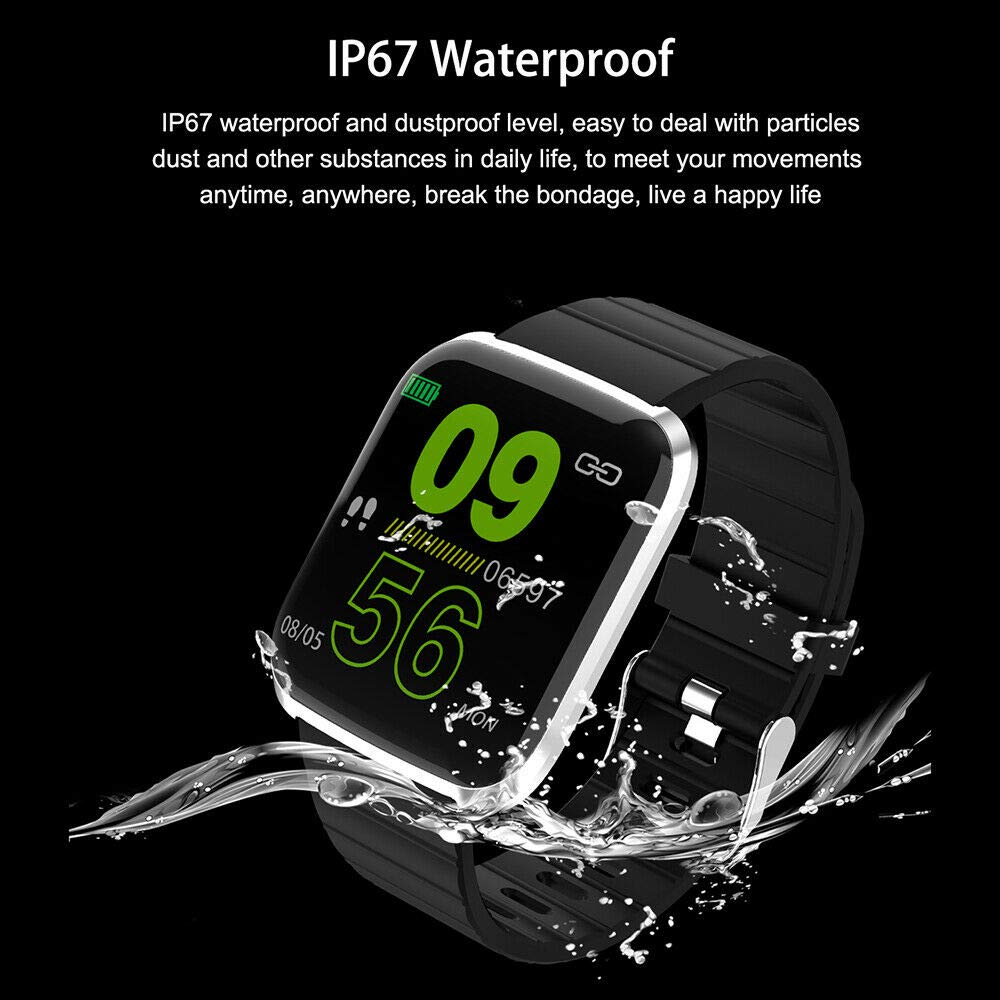 IP67 Waterproof
IP67 waterproof and dustproof level, easy to deal with particles
dust and other substances in daily life, to meet your movements
anytime, anywhere, break the bondage, live a happy life
09
06597
56
08/05
MON